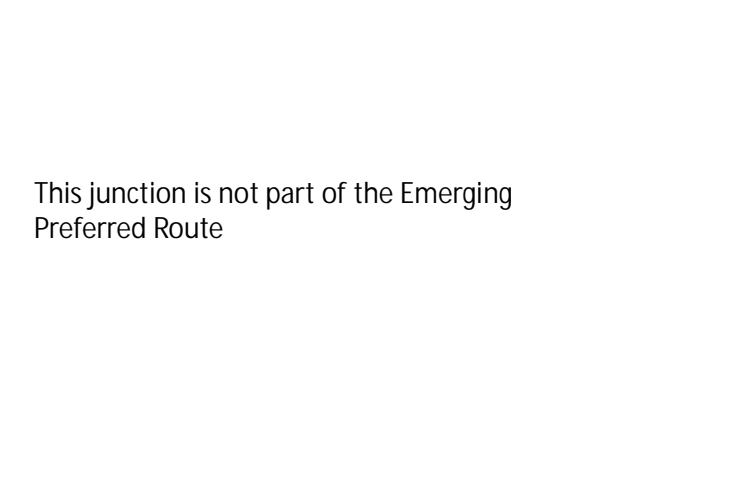 This junction is not part of the Emerging
Preferred Route